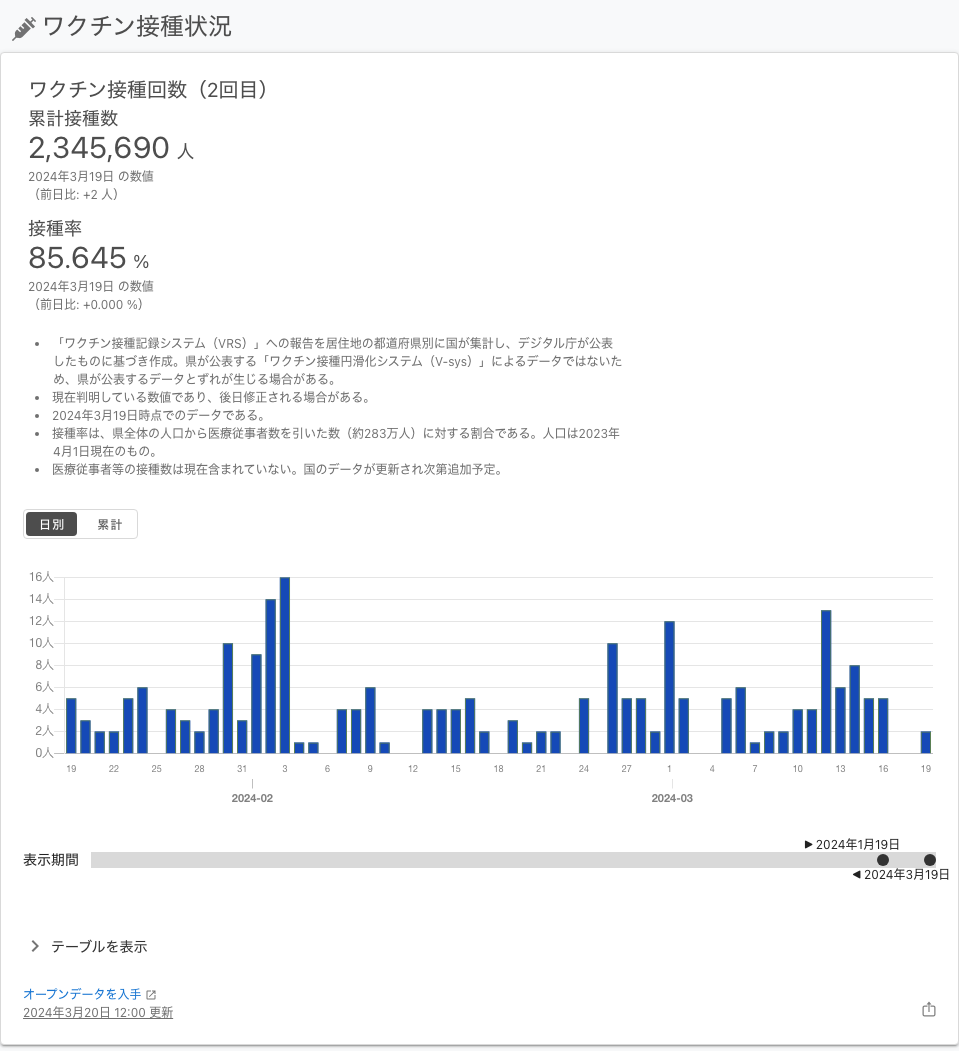 ワクチン接種状況
ワクチン接種回数（2回目）
累計接種数
2,345,690 人
2024年3月19日 の数値
（前日比: +2 人）
接種率
85.645 %
2024年3月19日 の数値
（前日比: +0.000 %）
• 「ワクチン接種記録システム（VRS）」への報告を居住地の都道府県別に国が集計し、デジタル庁が公表
したものに基づき作成。県が公表する「ワクチン接種円滑化システム（V-sys）」によるデータではないた
め、県が公表するデータとずれが生じる場合がある。
• 現在判明している数値であり、後日修正される場合がある。
• 2024年3月19日時点でのデータである。
• 接種率は、県全体の人口から医療従事者数を引いた数（約283万人）に対する割合である。人口は2023年
4月1日現在のもの。
• 医療従事者等の接種数は現在含まれていない。国のデータが更新され次第追加予定。
日別 累計
16人
14人
12人
10人
8人
6人
4人
2人
0人
19 22 25 28 31 3 6 9 12 15 18 21 24 27 1 4 7 10 13 16 19
2024-02 2024-03
▶ 2024年1月19日
表示期間
◀ 2024年3月19日
テーブルを表示
オープンデータを入手
2024年3月20日 12:00 更新